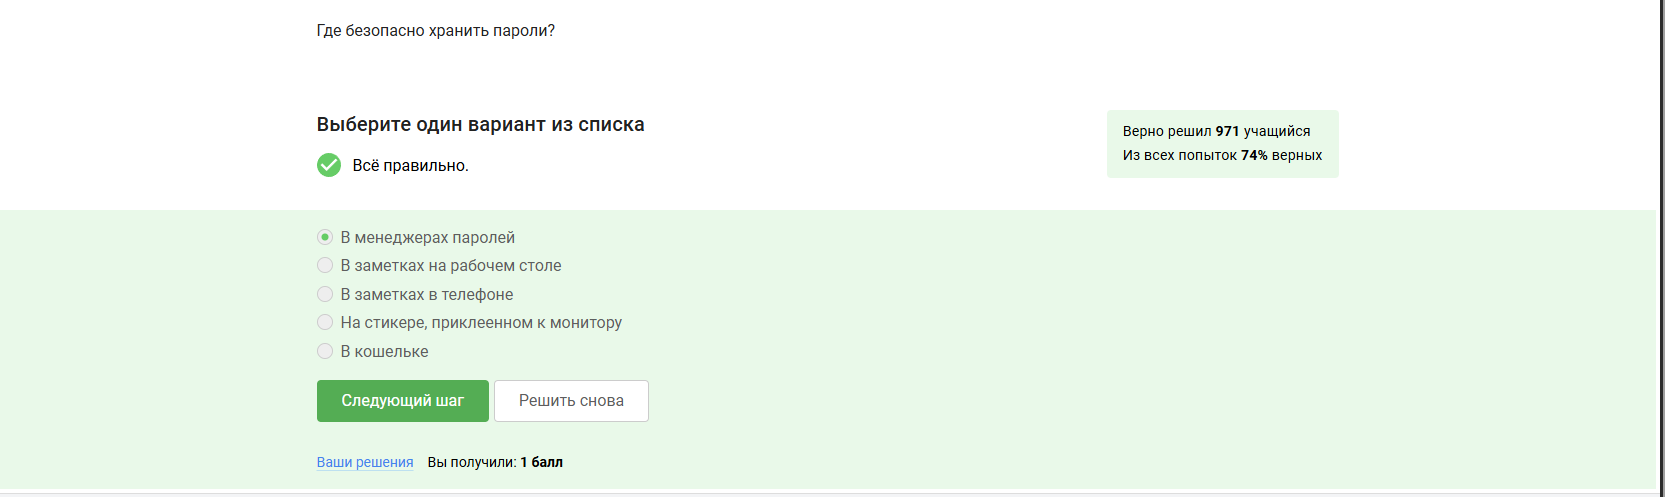 Где безопасно хранить пароли?
Выберите один вариант из списка
Всё правильно.
Верно решил 971 учащийся
Из всех попыток 74% верных
В менеджерах паролей
В заметках на рабочем столе
В заметках в телефоне
На стикере, приклеенном к монитору
В кошельке
Следующий шаг Решить снова
Ваши решения Вы получили: 1 балл